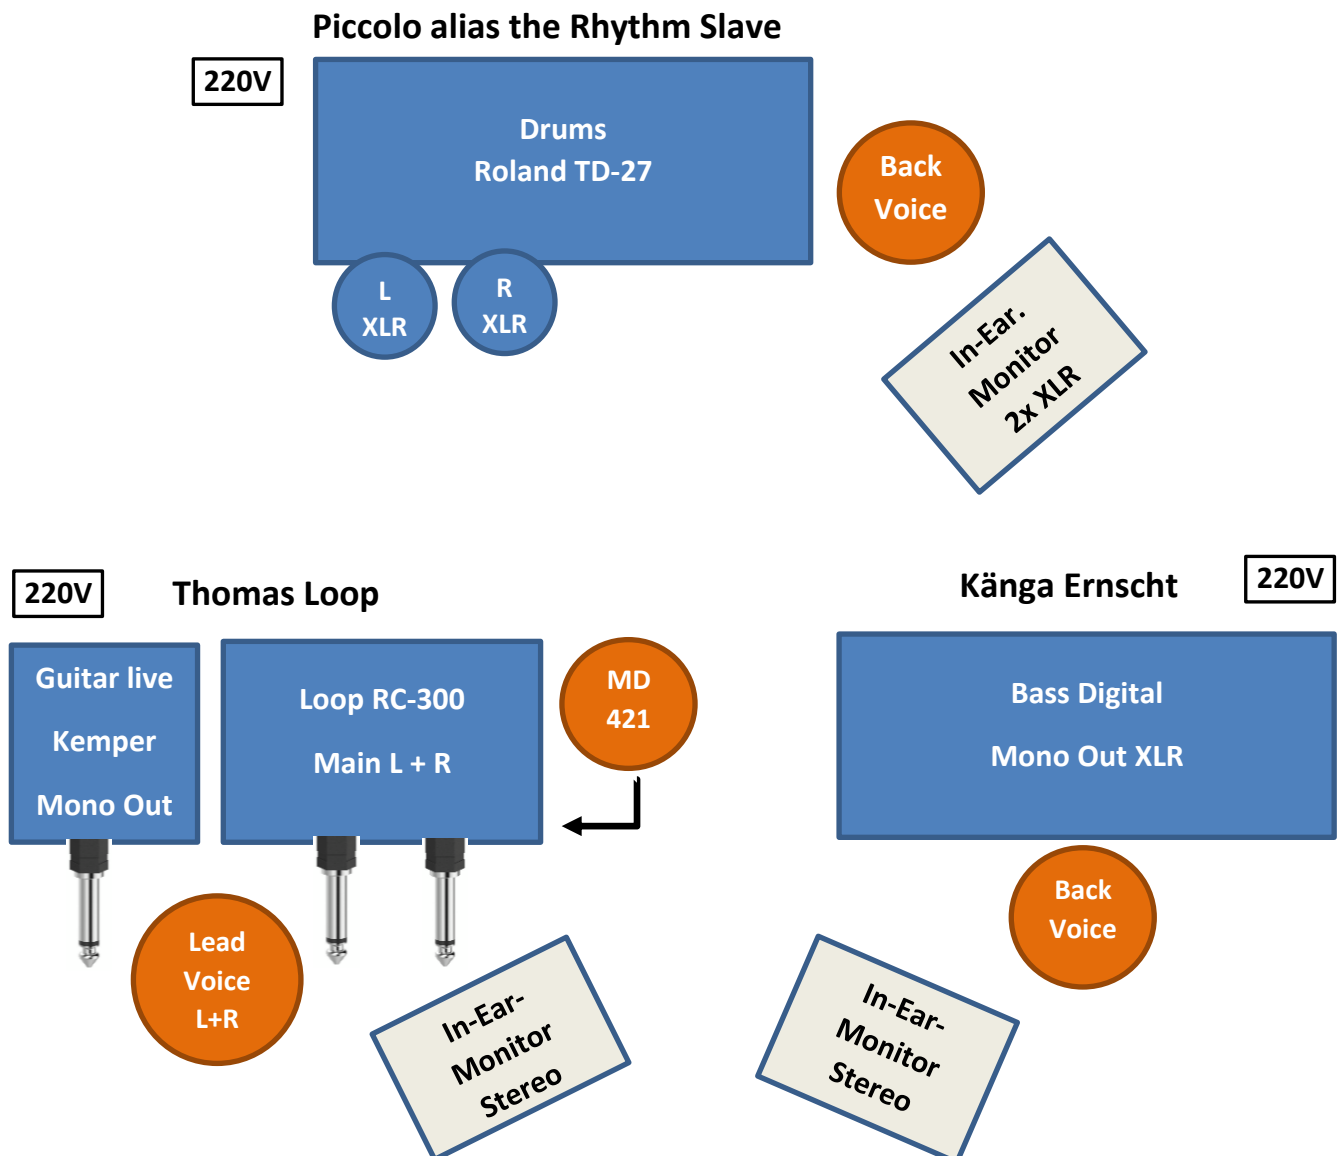 Piccolo alias the Rhythm Slave
220V
Drums
Roland TD-27
Back
Voice
L
XLR
R
XLR
In-Ear.
Monitor
2x XLR
220V
Thomas Loop
Känga Ernscht
220V
Guitar live
Kemper
Mono Out
Loop RC-300
Main L + R
MD
421
Bass Digital
Mono Out XLR
Lead
Voice
L+R
In-Ear-
Monitor
Stereo
Back
Voice
In-Ear-
Monitor
Stereo